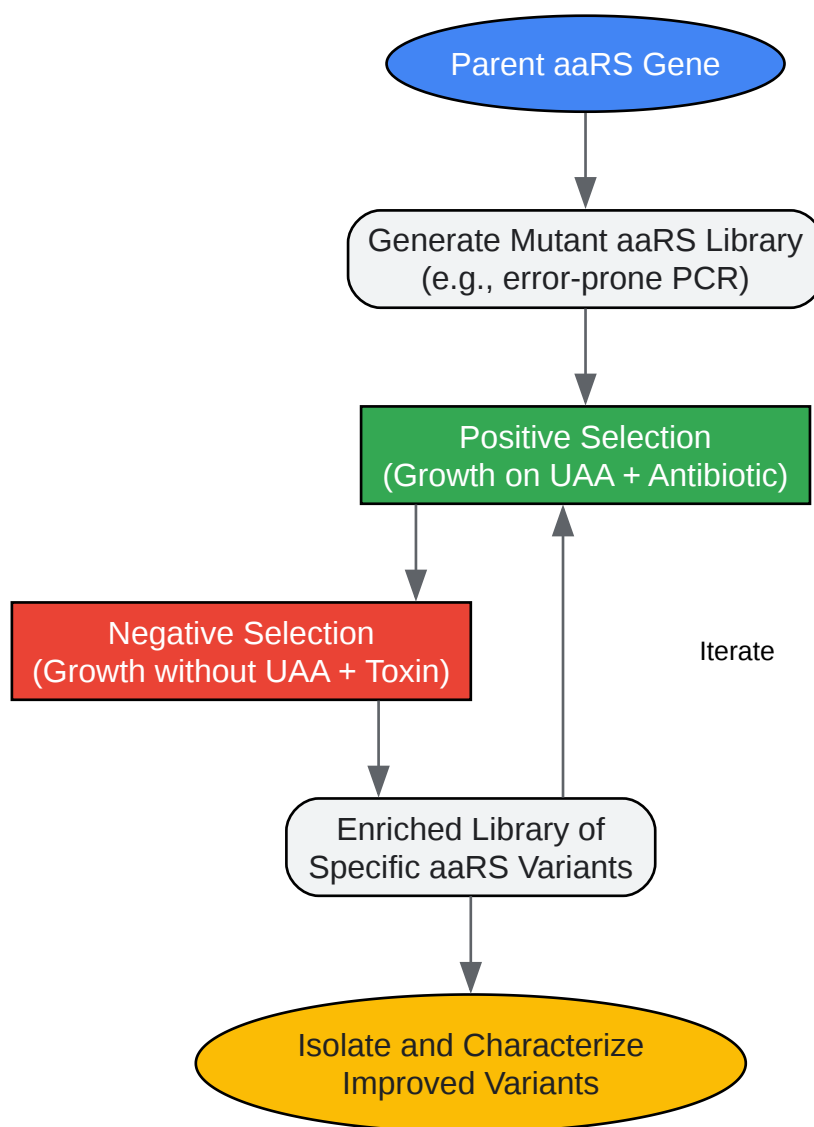 Parent aaRS Gene
Generate Mutant aaRS Library
(e.g., error-prone PCR)
Positive Selection
(Growth on UAA + Antibiotic)
Negative Selection
(Growth without UAA + Toxin)
Iterate
Enriched Library of
Specific aaRS Variants
Isolate and Characterize
Improved Variants